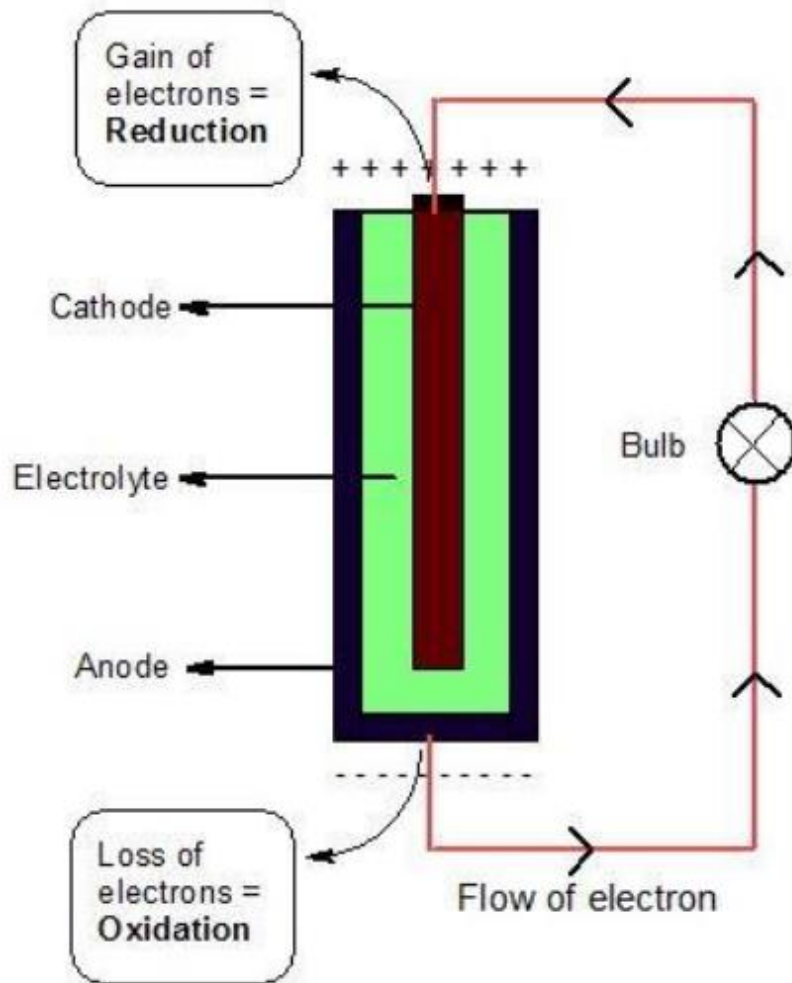 Gain of
electrons =
Reduction
+ + + + + + +
Cathode
Electrolyte
Bulb
Anode
- - - - - - - - - - - -
Loss of
electrons =
Oxidation
Flow of electron